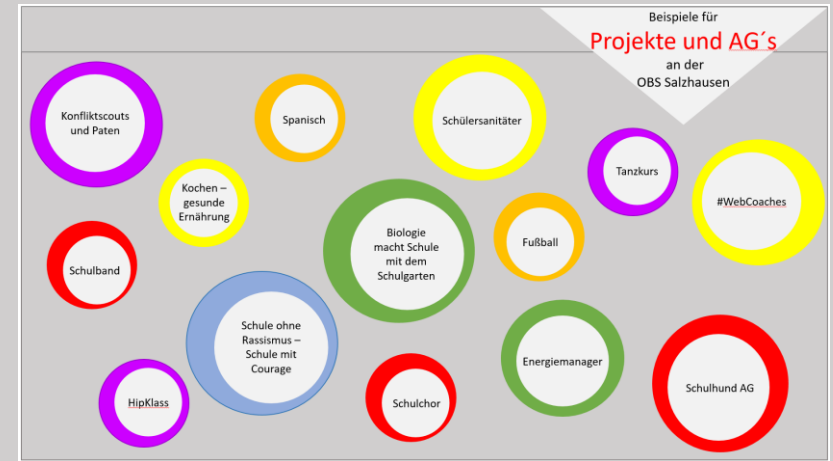 Beispiele für
Projekte und AG´s
an der
OBS Salzhausen
Konfliktscouts
und Paten
Spanisch
Schülersanitäter
Tanzkurs
#WebCoaches
Kochen –
gesunde
Ernährung
Biologie
macht Schule
mit dem
Schulgarten
Fußball
Schulband
Schule ohne
Rassismus –
Schule mit
Courage
Energiemanager
HipKlass
Schulchor
Schulhund AG